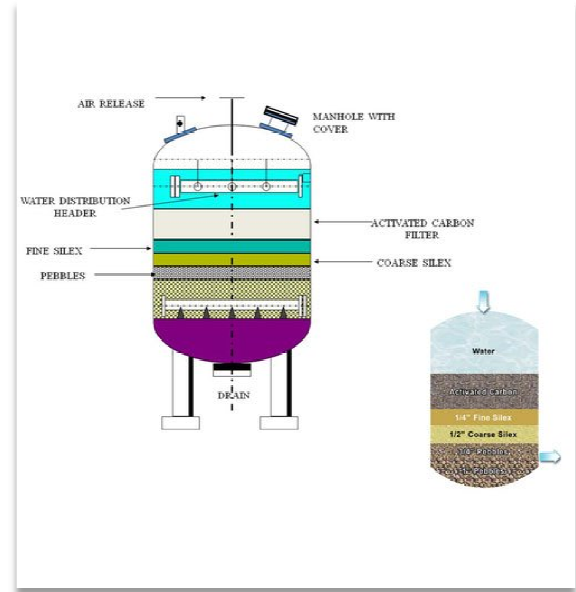 AIR RELEASE
MANHOLE WITH
COVER
WATER DISTRIBUTION
HEADER
ACTIVATED CARBON
FILTER
FINE SILEX
COARSE SILEX
PEBBLES
DRAIN
Water
Activated Carbon
1/4" Fine Silex
1/2" Coarse Silex
Pebbles
Pebbles